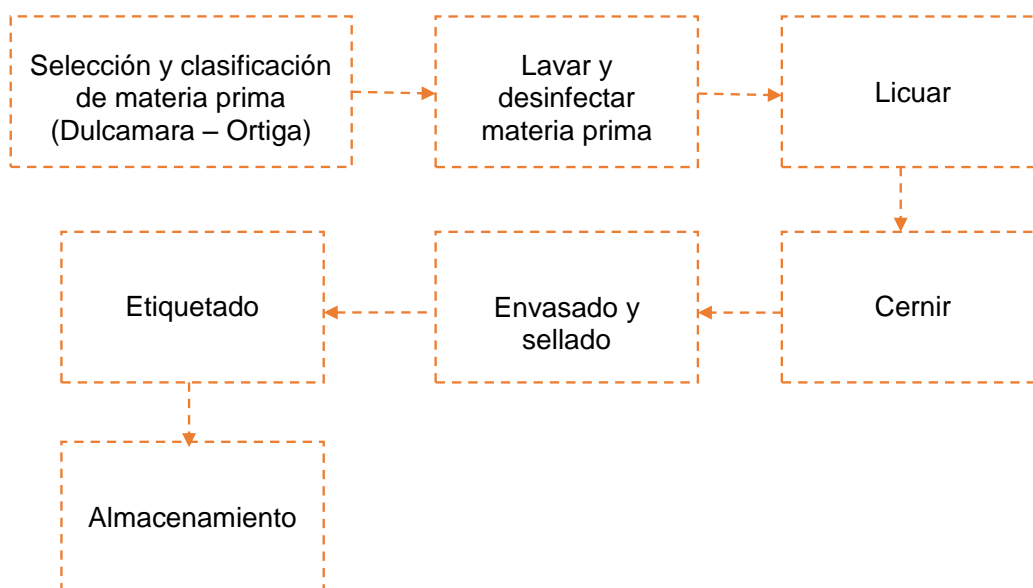 Selección y clasificación
de materia prima
(Dulcamara – Ortiga)
Lavar y
desinfectar
materia prima
Licuar
Cernir
Envasado y
sellado
Etiquetado
Almacenamiento